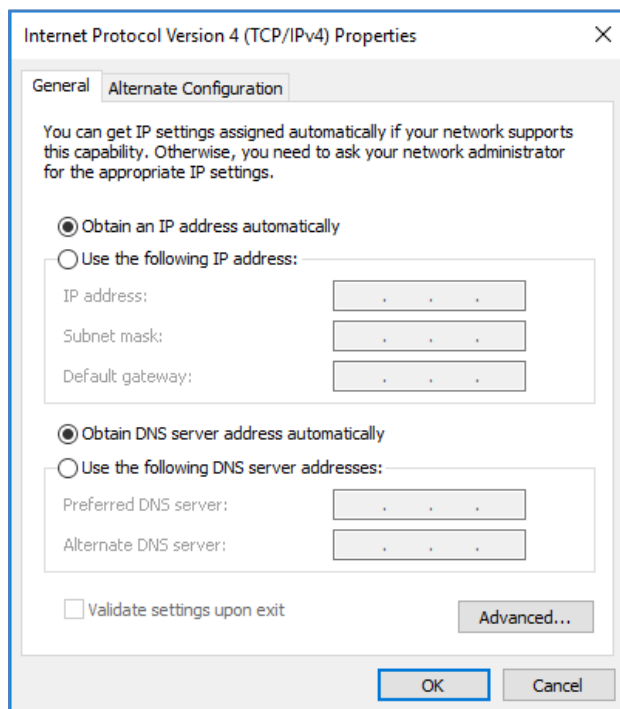 Internet Protocol Version 4 (TCP/IPv4) Properties
General
Alternate Configuration
You can get IP settings assigned automatically if your network supports
this capability. Otherwise, you need to ask your network administrator
for the appropriate IP settings.
Obtain an IP address automatically
Use the following IP address:
IP address:
Subnet mask:
Default gateway:
Obtain DNS server address automatically
Use the following DNS server addresses:
Preferred DNS server:
Alternate DNS server:
Validate settings upon exit
Advanced...
OK
Cancel